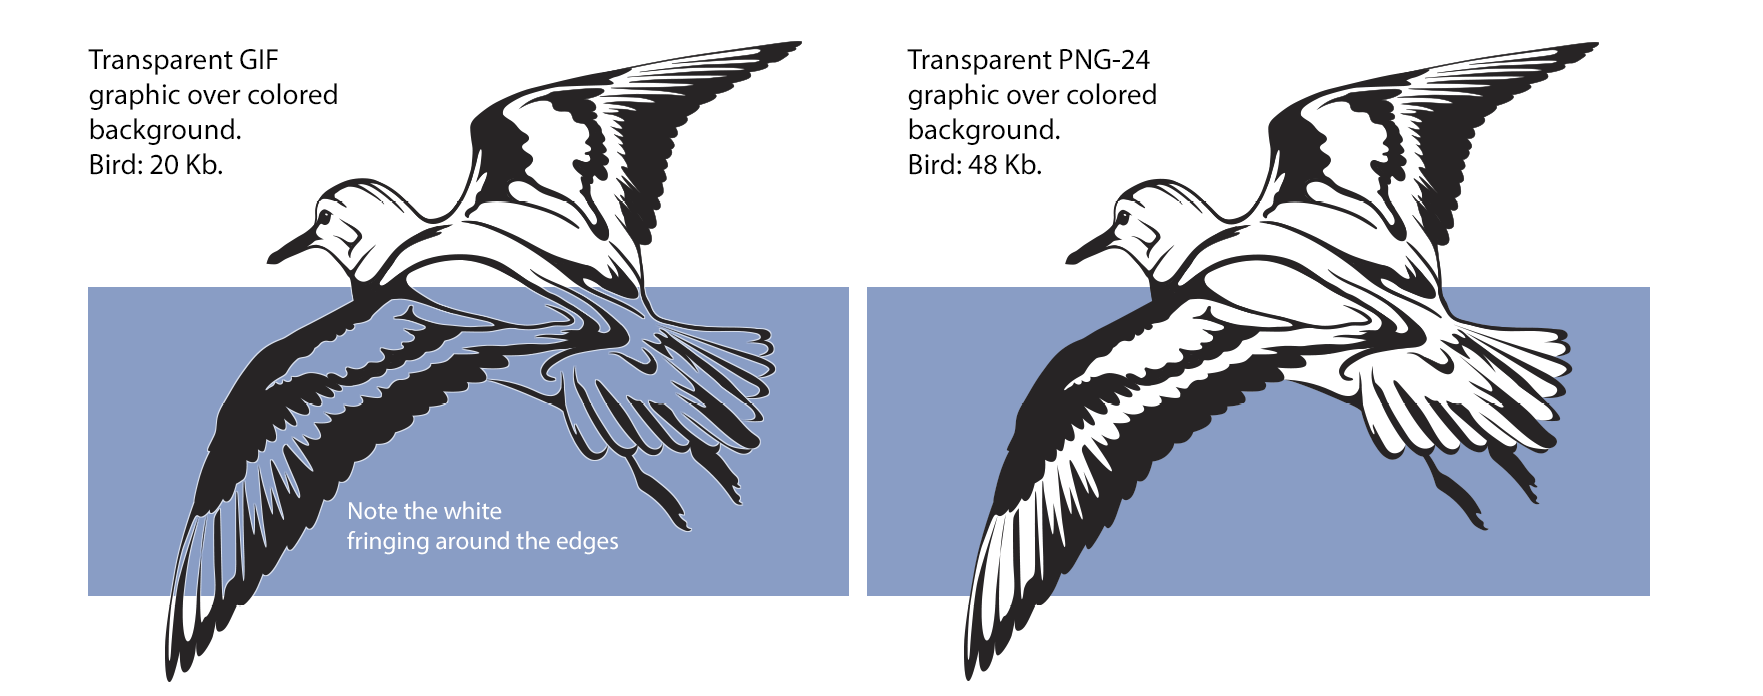 Transparent GIF
graphic over colored
background.
Bird: 20 Kb.
Transparent PNG-24
graphic over colored
background.
Bird: 48 Kb.
Note the white
fringing around the edges